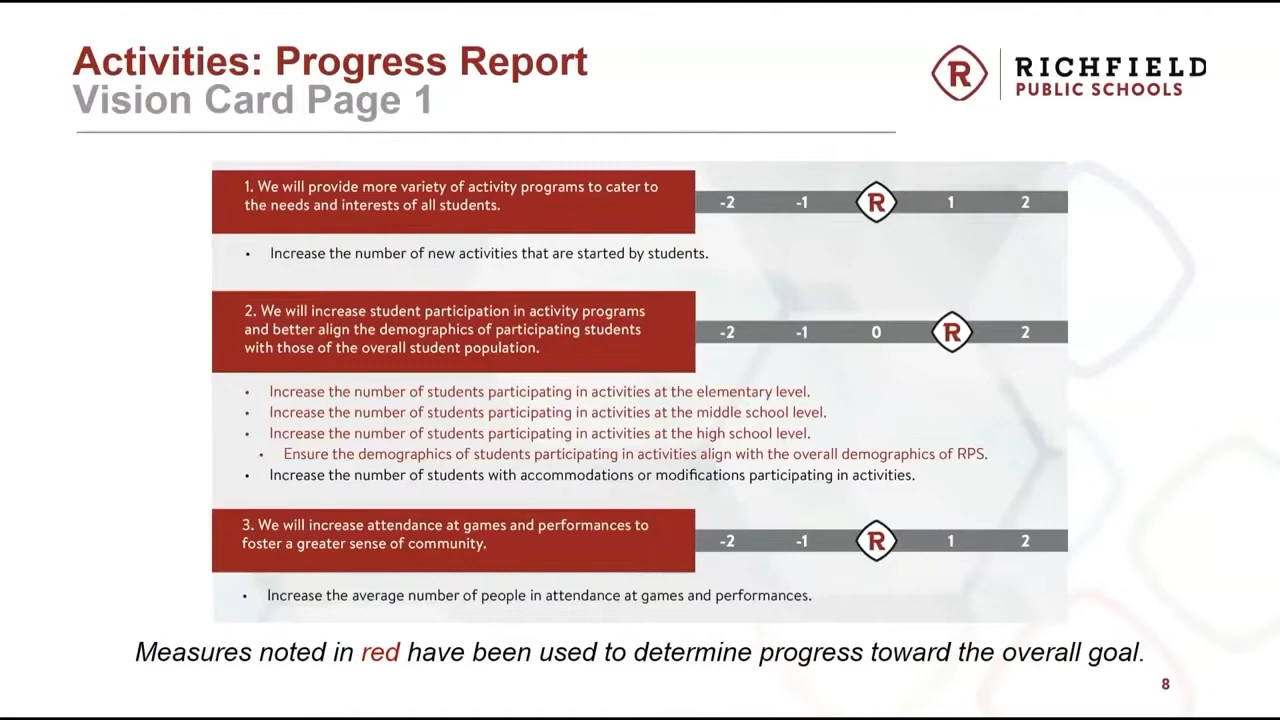 Activities: Progress Report
Vision Card Page 1
R
RICHFIELD
PUBLIC SCHOOLS
1. We will provide more variety of activity programs to cater to
the needs and interests of all students.
-2 -1 R 1 2
• Increase the number of new activities that are started by students.
2. We will increase student participation in activity programs
and better align the demographics of participating students
with those of the overall student population.
-2 -1 0 R 2
• Increase the number of students participating in activities at the elementary level.
• Increase the number of students participating in activities at the middle school level.
• Increase the number of students participating in activities at the high school level.
• Ensure the demographics of students participating in activities align with the overall demographics of RPS.
• Increase the number of students with accommodations or modifications participating in activities.
3. We will increase attendance at games and performances to
foster a greater sense of community.
-2 -1 R 1 2
• Increase the average number of people in attendance at games and performances.
Measures noted in red have been used to determine progress toward the overall goal.
8